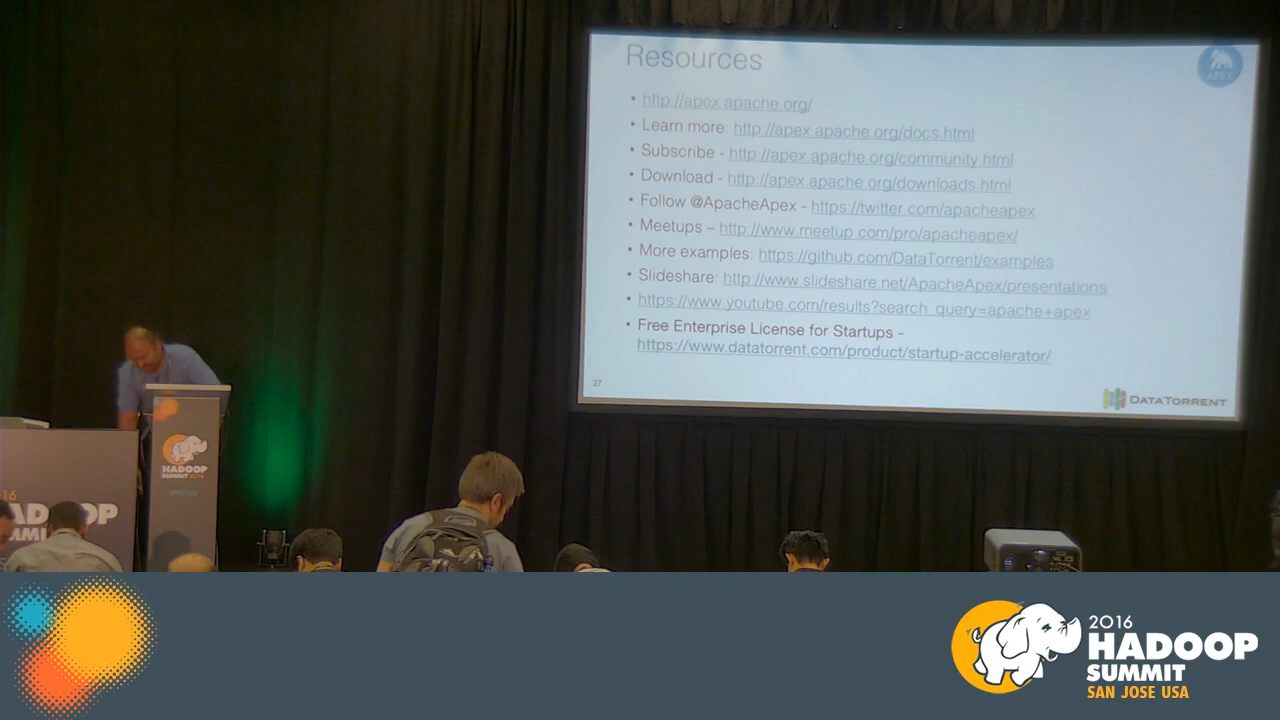 Resources
APEX
• http://apex.apache.org/
• Learn more: http://apex.apache.org/docs.html
• Subscribe - http://apex.apache.org/community.html
• Download - http://apex.apache.org/downloads.html
• Follow @ApacheApex - https://twitter.com/apacheapex
• Meetups – http://www.meetup.com/pro/apacheapex/
• More examples: https://github.com/DataTorrent/examples
• Slideshare: http://www.slideshare.net/ApacheApex/presentations
• https://www.youtube.com/results?search_query=apache+apex
• Free Enterprise License for Startups -
https://www.datatorrent.com/product/startup-accelerator/
27
DATATORRENT
HADOOP
SUMMIT 2016
16
AD OP
SUMMI
2016
HADOOP
SUMMIT
SAN JOSE USA